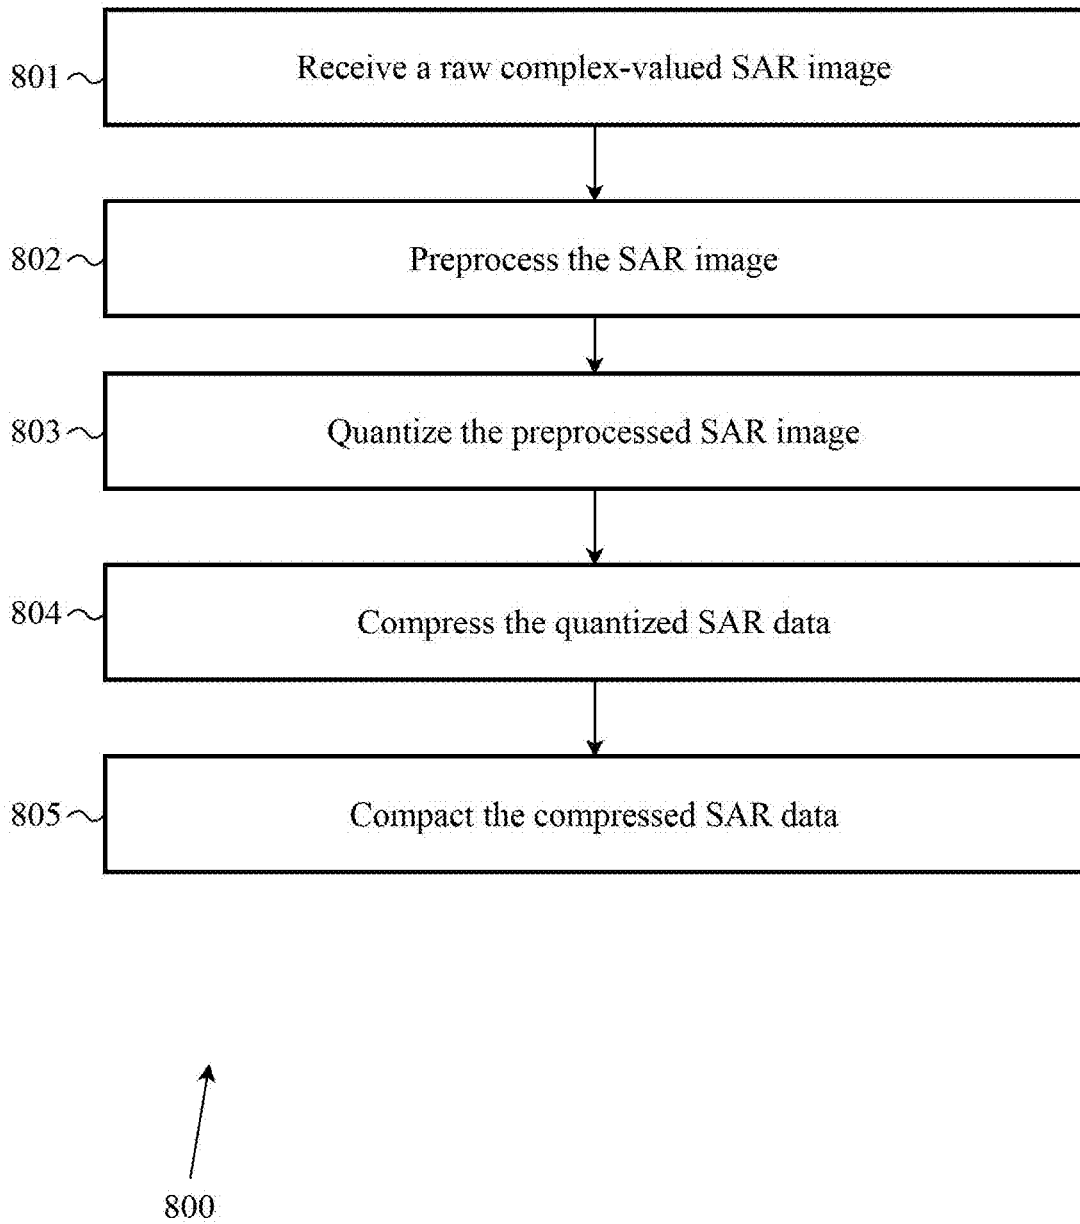 801 Receive a raw complex-valued SAR image
802 Preprocess the SAR image
803 Quantize the preprocessed SAR image
804 Compress the quantized SAR data
805 Compact the compressed SAR data
800